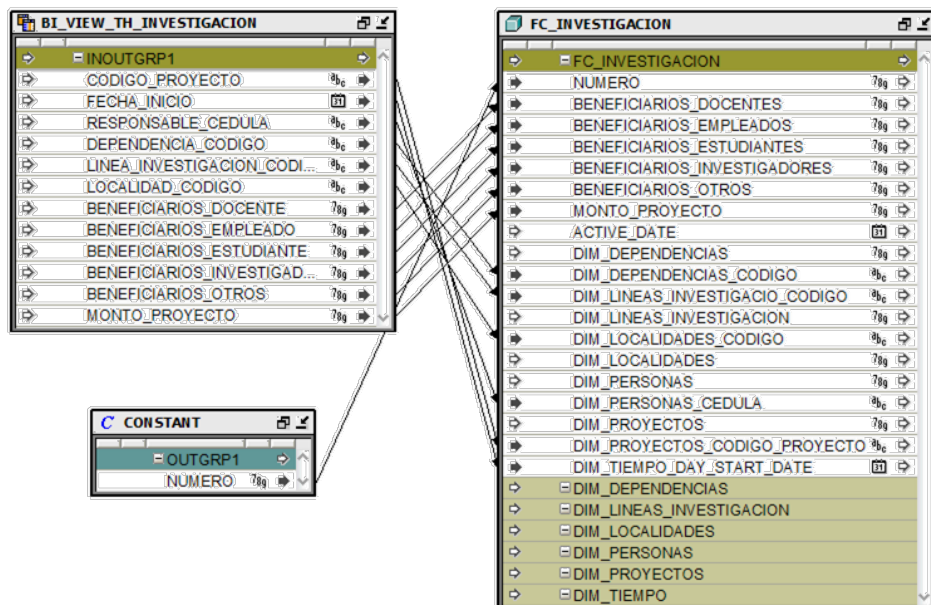 BI_VIEW_TH_INVESTIGACION
INOUTGRP1
CODIGO_PROYECTO
FECHA_INICIO
RESPONSABLE_CEDULA
DEPENDENCIA_CODIGO
LINEA_INVESTIGACION_CODI...
LOCALIDAD_CODIGO
BENEFICIARIOS_DOCENTE
BENEFICIARIOS_EMPLEADO
BENEFICIARIOS_ESTUDIANTE
BENEFICIARIOS_INVESTIGAD...
BENEFICIARIOS_OTROS
MONTO_PROYECTO
C CONSTANT
OUTGRP1
NUMERO
FC_INVESTIGACION
FC_INVESTIGACION
NUMERO
BENEFICIARIOS_DOCENTES
BENEFICIARIOS_EMPLEADOS
BENEFICIARIOS_ESTUDIANTES
BENEFICIARIOS_INVESTIGADORES
BENEFICIARIOS_OTROS
MONTO_PROYECTO
ACTIVE_DATE
DIM_DEPENDENCIAS
DIM_DEPENDENCIAS_CODIGO
DIM_LINEAS_INVESTIGACIO_CODIGO
DIM_LINEAS_INVESTIGACION
DIM_LOCALIDADES_CODIGO
DIM_LOCALIDADES
DIM_PERSONAS
DIM_PERSONAS_CEDULA
DIM_PROYECTOS
DIM_PROYECTOS_CODIGO_PROYECTO
DIM_TIEMPO_DAY_START_DATE
DIM_DEPENDENCIAS
DIM_LINEAS_INVESTIGACION
DIM_LOCALIDADES
DIM_PERSONAS
DIM_PROYECTOS
DIM_TIEMPO